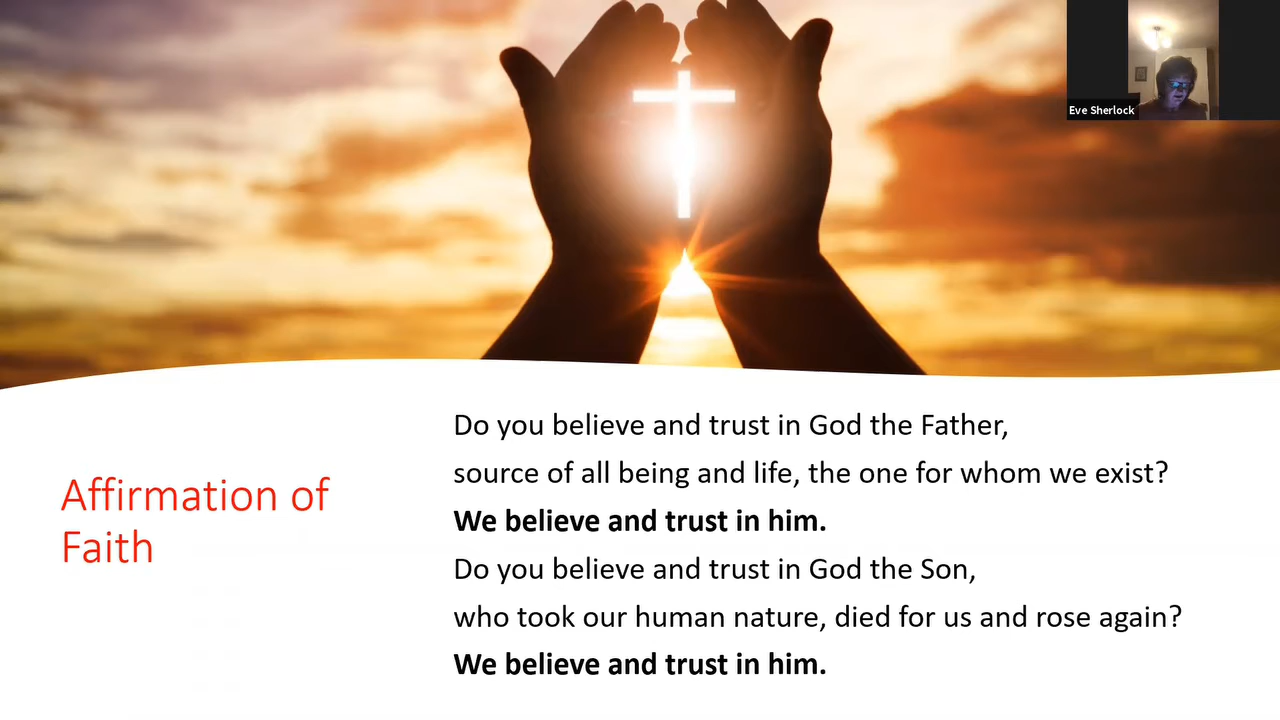 Eve Sherlock
Affirmation of
Faith
Do you believe and trust in God the Father,
source of all being and life, the one for whom we exist?
We believe and trust in him.
Do you believe and trust in God the Son,
who took our human nature, died for us and rose again?
We believe and trust in him.